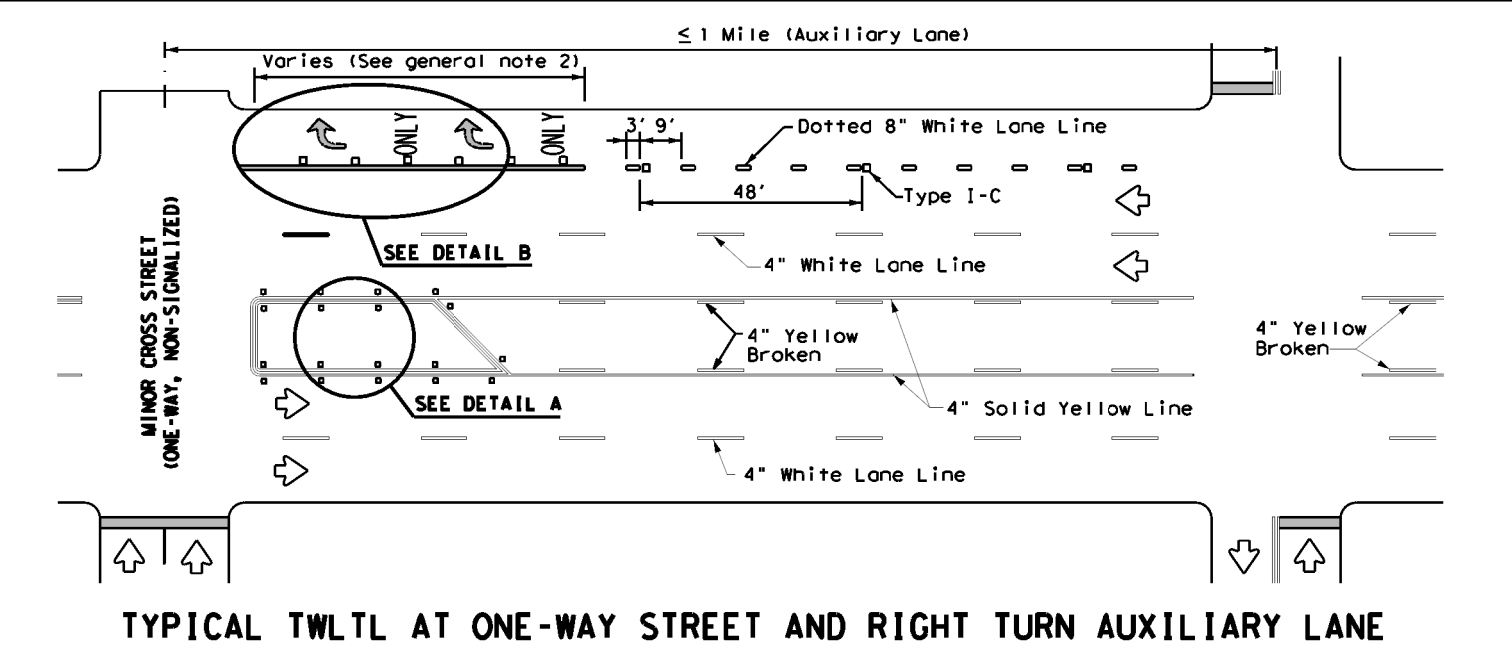 ≤ 1 Mile (Auxiliary Lane)
Varies (See general note 2)
ONLY
ONLY
3' 9'
Dotted 8" White Lane Line
48'
Type I-C
SEE DETAIL B
4" White Lane Line
MINOR CROSS STREET
(ONE-WAY, NON-SIGNALIZED)
4" Yellow
Broken
4" Yellow
Broken
SEE DETAIL A
4" Solid Yellow Line
4" White Lane Line
TYPICAL TWLTL AT ONE-WAY STREET AND RIGHT TURN AUXILIARY LANE